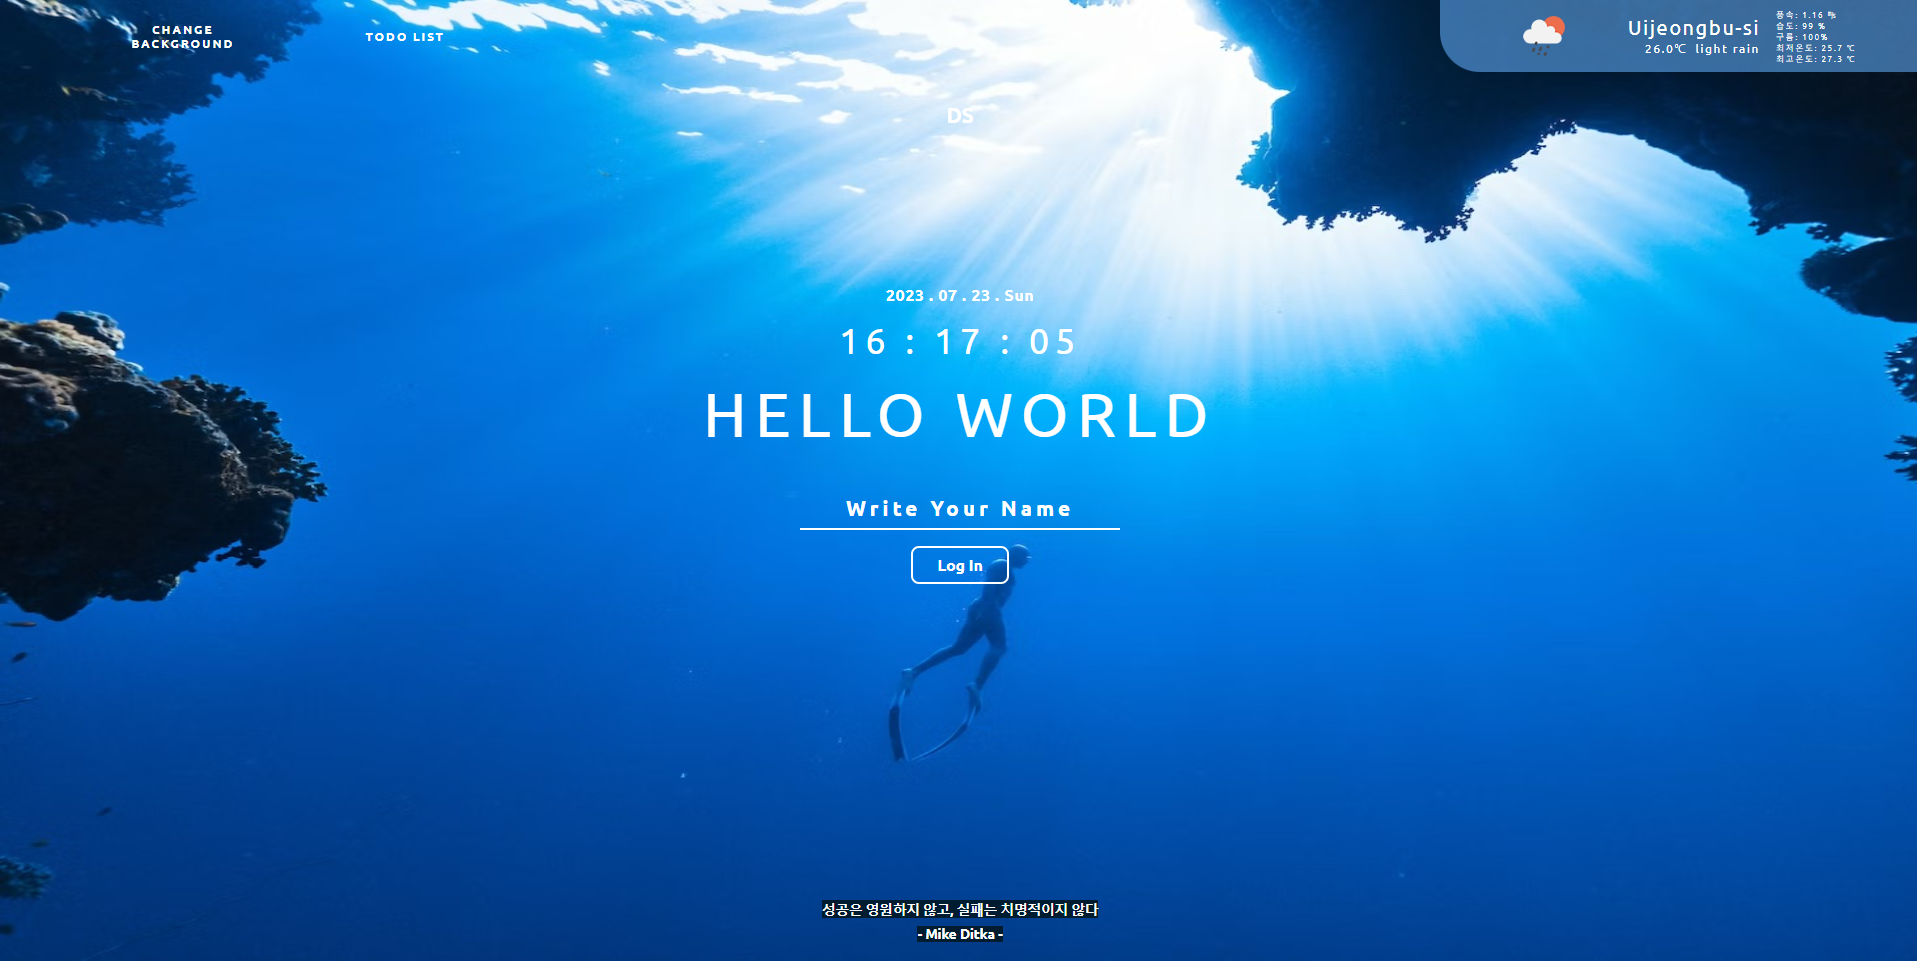 CHANGE
BACKGROUND
TODO LIST
Uijeongbu-si
26.0℃ light rain
풍속: 1.16 ㎧
습도: 99 %
구름: 100%
최저온도: 25.7 ℃
최고온도: 27.3 ℃
DS
2023 . 07 . 23 . Sun
16 : 17 : 05
HELLO WORLD
Write Your Name
Log In
성공은 영원하지 않고, 실패는 치명적이지 않다
- Mike Ditka -